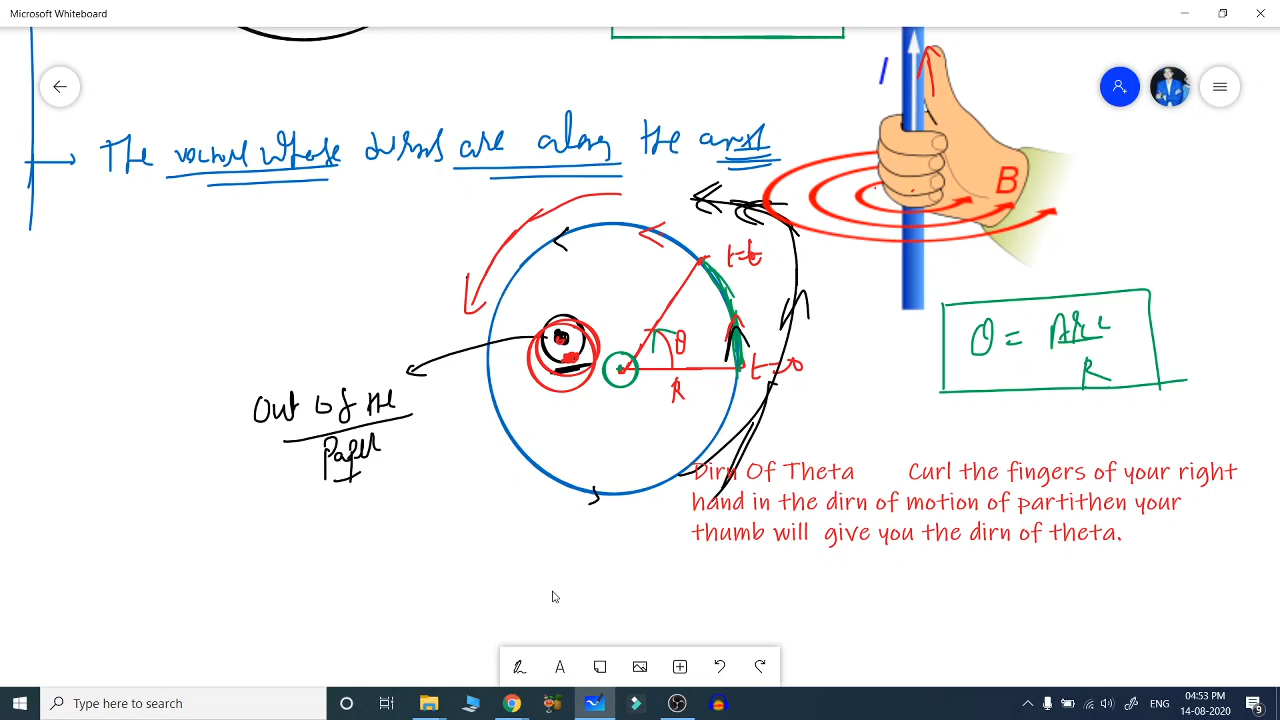 Microsoft Whiteboard
I
B
The whose dirns are along the axis
t=t
θ
t=0
R
θ = Arc
R
Out of the
Paper
Dirn Of Theta Curl the fingers of your right
hand in the dirn of motion of partithen your
thumb will give you the dirn of theta.
A
Type here to search
ENG
04:53 PM
14-08-2020
9